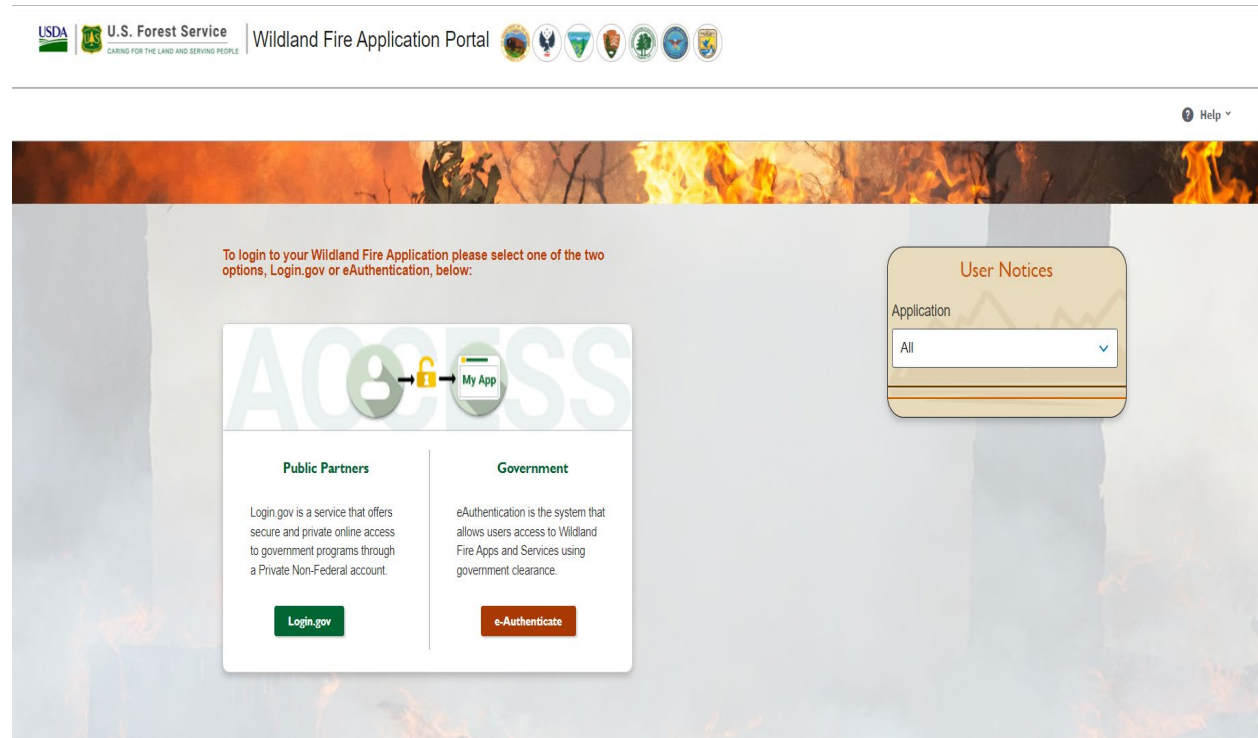 USDA
U.S. Forest Service
CARING FOR THE LAND AND SERVING PEOPLE
Wildland Fire Application Portal
Help
To login to your Wildland Fire Application please select one of the two
options, Login.gov or eAuthentication, below:
User Notices
Application
All
ACCESS
My App
Public Partners
Login.gov is a service that offers
secure and private online access
to government programs through
a Private Non-Federal account.
Login.gov
Government
eAuthentication is the system that
allows users access to Wildland
Fire Apps and Services using
government clearance.
e-Authenticate